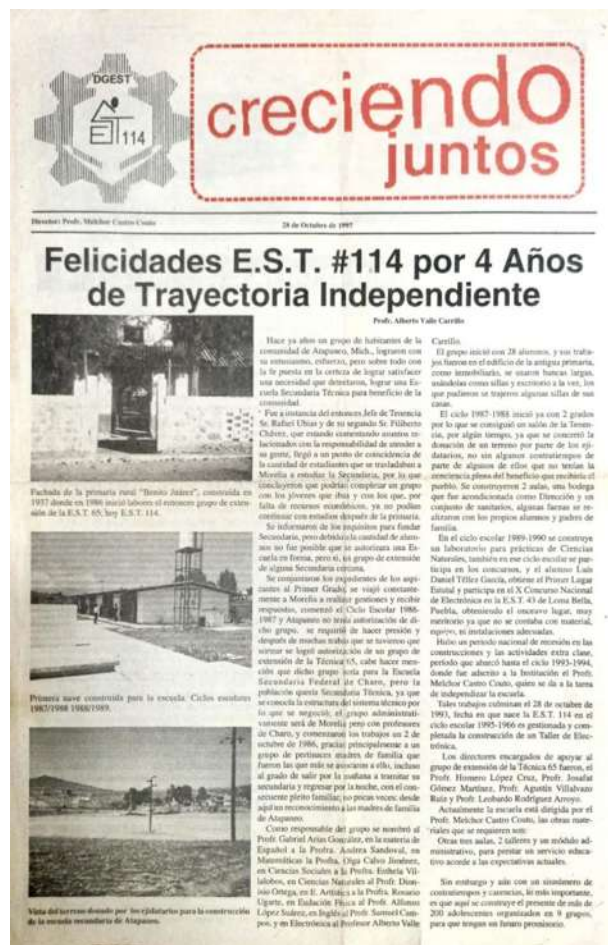 DGEST
EST 114
creciendo
juntos
Director: Profr. Melchor Castro Couto
28 de Octubre de 1997
Felicidades E.S.T. #114 por 4 Años
de Trayectoria Independiente
Profr. Alberto Valle Carrillo
Fachada de la primaria rural "Benito Juárez", construida en
1937 donde en 1986 inició labores el entonces grupo de exten-
sión de la E.S.T. 65, hoy E.S.T. 114.
Primera nave construida para la escuela. Ciclos escolares
1987/1988 1988/1989.
Vista del terreno donado por los ejidatarios para la construcción
de la escuela secundaria de Atapaneo.
Hace ya años un grupo de habitantes de la
comunidad de Atapaneo, Mich., lograron con
su entusiasmo, esfuerzo, pero sobre todo con
la fe puesta en la certeza de lograr satisfacer
una necesidad que detectaron, lograr una Es-
cuela Secundaria Técnica para beneficio de la
comunidad.
Fue a instancia del entonces Jefe de Tenencia
Sr. Rafael Ubias y de su segundo Sr. Filiberto
Chávez, que estando comentando asuntos re-
lacionados con la responsabilidad de atender a
su gente, llegó a un punto de coincidencia de
la cantidad de estudiantes que se trasladaban a
Morelia a estudiar la Secundaria, por lo que
concluyeron que podrían completar un grupo
con los jóvenes que iban y con los que, por
falta de recursos económicos, ya no podían
continuar con estudios después de la primaria.
Se informaron de los requisitos para fundar
Secundaria, pero debido a la cantidad de alum-
nos no fue posible que se autorizara una Es-
cuela en forma, pero sí, un grupo de extensión
de alguna Secundaria cercana.
Se conjuntaron los expedientes de los aspi-
rantes al Primer Grado, se viajó constante-
mente a Morelia a realizar gestiones y recibir
respuestas, comenzó el Ciclo Escolar 1986-
1987 y Atapaneo no tenía autorización de di-
cho grupo. se requirió de hacer presión y
después de muchas trabas que se tuvieron que
sortear se logró autorización de un grupo de
extensión de la Técnica 65, cabe hacer men-
ción que dicho grupo sería para la Escuela
Secundaria Federal de Charo, pero la
población quería Secundaria Técnica, ya que
se conocía la estructura del sistema técnico por
lo que se negoció; el grupo administrati-
vamente será de Morelia pero con profesores
de Charo, y comenzaron los trabajos un 2 de
octubre de 1986, gracias principalmente a un
grupo de pertinaces madres de familia que
fueron las que más se avocaron a ello, incluso
al grado de salir por la mañana a tramitar su
secundaria y regresar por la noche, con el con-
secuente pleito familiar, no pocas veces: desde
aquí un reconocimiento a las madres de familia
de Atapaneo.
Como responsable del grupo se nombró al
Profr. Gabriel Arias González, en la materia de
Español a la Profra. Andrea Sandoval, en
Matemáticas la Profra. Olga Calvo Jiménez,
en Ciencias Sociales a la Profra. Esthela Vil-
lalobos, en Ciencias Naturales al Profr. Dion-
isio Ortega, en E. Artística a la Profra. Rosario
Ugarte, en Eudación Física al Profr. Alfonso
López Suárez, en Inglés al Profr. Samuel Cam-
pos, y en Electrónica al Profesor Alberto Valle
Carrillo.
El grupo inició con 28 alumnos, y sus traba-
jos fueron en el edificio de la antigua primaria,
como inmobiliario, se usaron bancas largas,
usándolas como sillas y escritorio a la vez, los
que pudieron se trajeron algunas sillas de sus
casas.
El ciclo 1987-1988 inició ya con 2 grados
por lo que se consiguió un salón de la Tenen-
cia, por algún tiempo, ya que se concretó la
donación de un terreno por parte de los eji-
datarios, no sin algunos contratiempos de
parte de algunos de ellos que no tenían la
conciencia plena del beneficio que recibiría el
pueblo. Se construyeron 2 aulas, una bodega
que fue acondicionada como Dirección y un
conjunto de sanitarios, algunas faenas se re-
alizaron con los propios alumnos y padres de
familia.
En el ciclo escolar 1989-1990 se construye
un laboratorio para prácticas de Ciencias
Naturales, también en ese ciclo escolar se par-
ticipa en los concursos, y el alumno Luis
Daniel Téllez García, obtiene el Primer Lugar
Estatal y participa en el X Concurso Nacional
de Electrónica en la E.S.T. 43 de Loma Bella,
Puebla, obteniendo el onceavo lugar, muy
meritorio ya que no se contaba con material,
equipo, ni instalaciones adecuadas.
Hubo un periodo nacional de recesión en las
construcciones y las actividades extra clase,
periodo que abarcó hasta el ciclo 1993-1994,
donde fue adscrito a la Institución el Profr.
Melchor Castro Couto, quien se da a la tarea
de independizar la escuela.
Tales trabajos culminan el 28 de octubre de
1993, fecha en que nace la E.S.T. 114 en el
ciclo escolar 1995-1966 es gestionada y com-
pletada la construcción de un Taller de Elec-
trónica.
Los directores encargados de apoyar al
grupo de extensión de la Técnica 65 fueron, el
Profr. Homero López Cruz, Profr. Josafat
Gómez Martínez, Profr. Agustín Villalvazo
Ruiz y Profr. Leobardo Rodríguez Arroyo.
Actualmente la escuela está dirigida por el
Profr. Melchor Castro Couto, las obras mate-
riales que se requieren son:
Otras tres aulas, 2 talleres y un módulo ad-
ministrativo, para prestar un servicio educa-
tivo acorde a las expectativas actuales.
Sin embargo y aún con un sinnúmero de
contratiempos y carencias, lo más importante,
es que aquí se construye el presente de más de
200 adolescentes organizados en 9 grupos,
para que tengan un futuro promisorio.